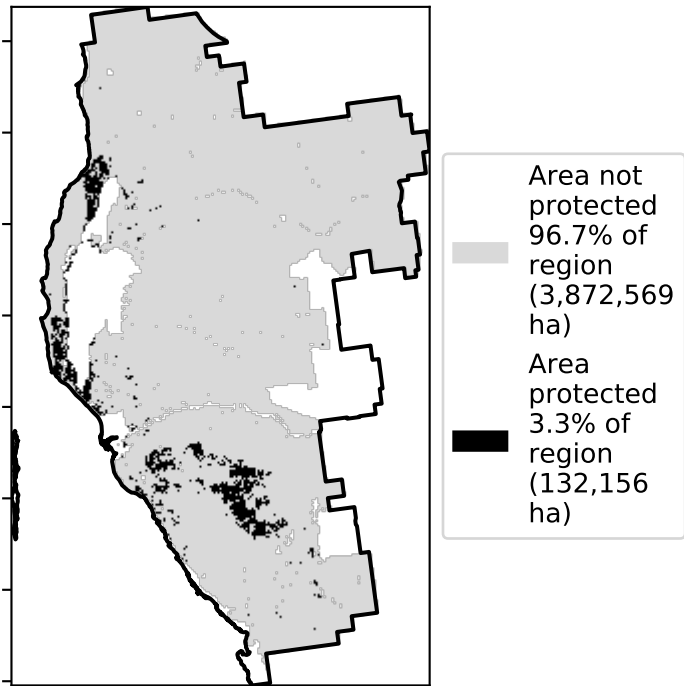 Area not
protected
96.7% of
region
(3,872,569
ha)
Area
protected
3.3% of
region
(132,156
ha)